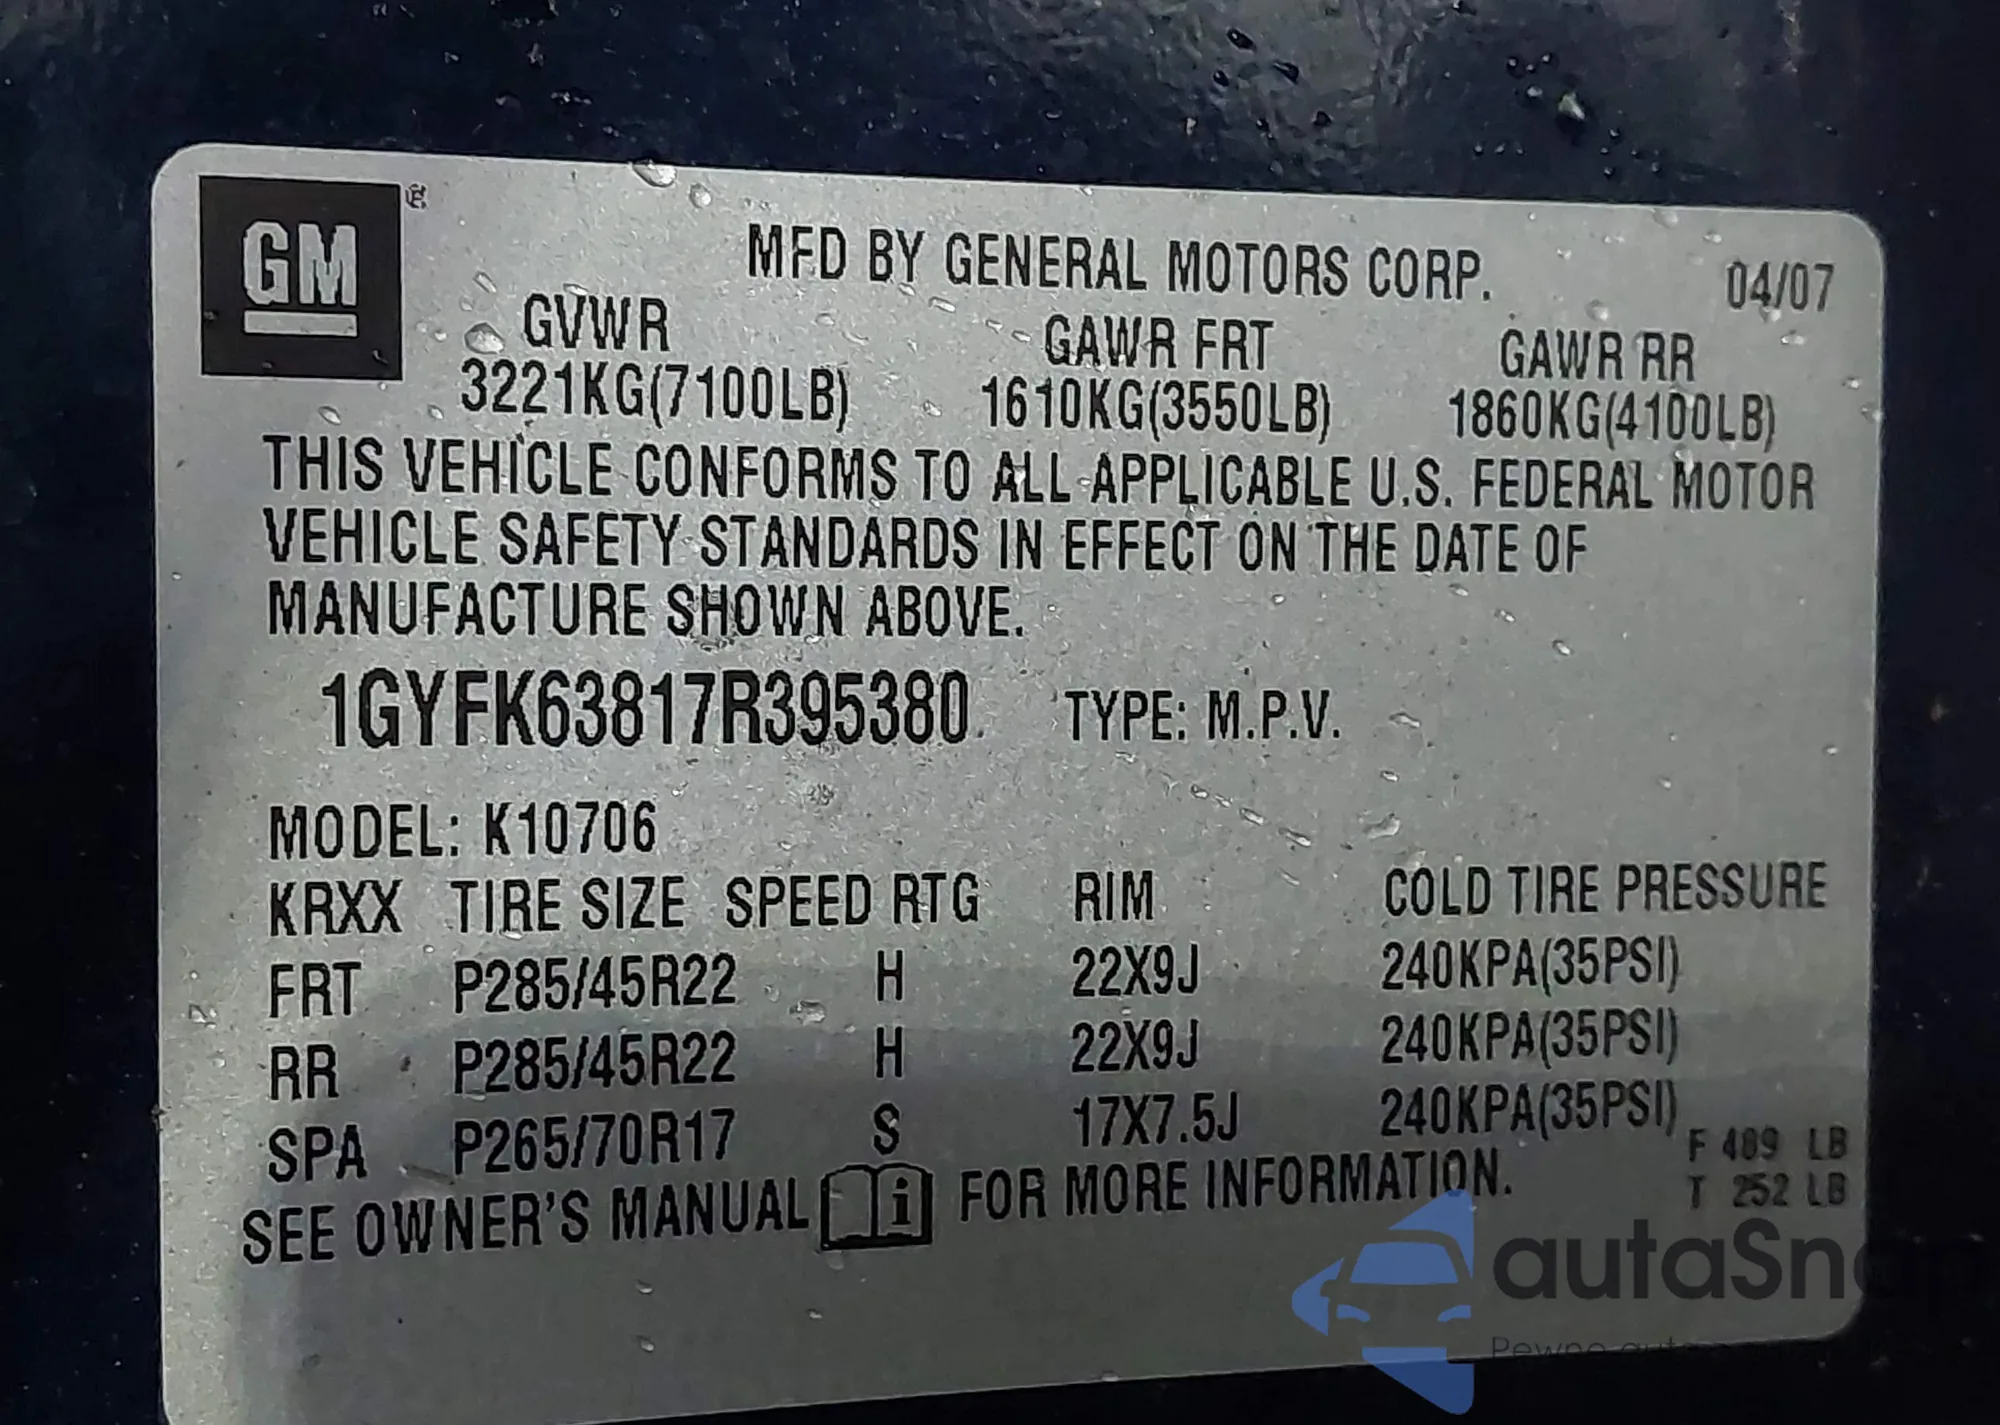 GM
MFD BY GENERAL MOTORS CORP. 04/07
GVWR GAWR FRT GAWR RR
3221KG(7100LB) 1610KG(3550LB) 1860KG(4100LB)
THIS VEHICLE CONFORMS TO ALL APPLICABLE U.S. FEDERAL MOTOR
VEHICLE SAFETY STANDARDS IN EFFECT ON THE DATE OF
MANUFACTURE SHOWN ABOVE.
1GYFK63817R395380 TYPE: M.P.V.
MODEL: K10706
KRXX TIRE SIZE SPEED RTG RIM COLD TIRE PRESSURE
FRT P285/45R22 H 22X9J 240KPA(35PSI)
RR P285/45R22 H 22X9J 240KPA(35PSI)
SPA P265/70R17 S 17X7.5J 240KPA(35PSI)
F 489 LB
T 252 LB
SEE OWNER'S MANUAL i FOR MORE INFORMATION.
autaSnap
Pewne auta